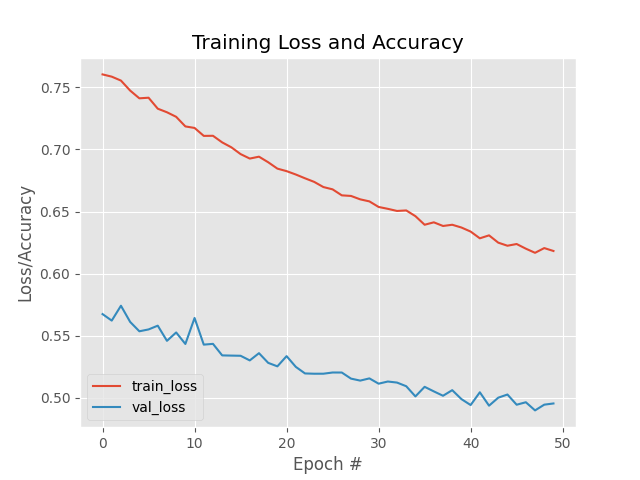 Training Loss and Accuracy
Loss/Accuracy
0.75
0.70
0.65
0.60
0.55
0.50
train_loss
val_loss
0 10 20 30 40 50
Epoch #